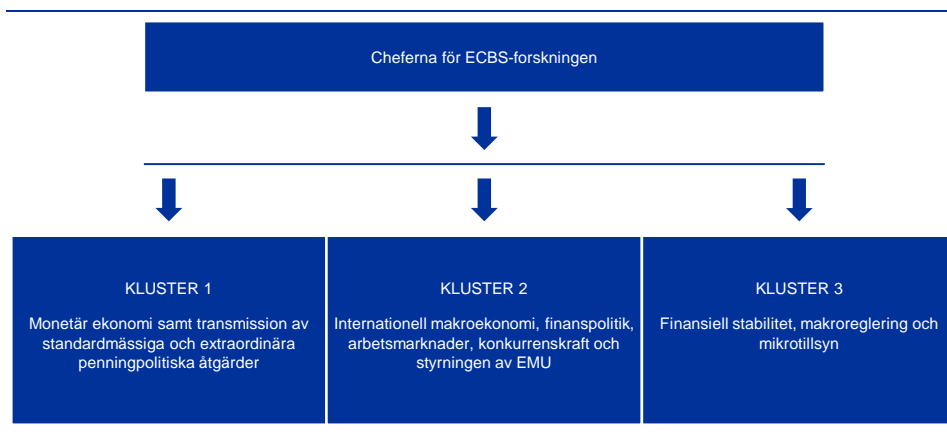 Cheferna för ECBS-forskningen
KLUSTER 1
Monetär ekonomi samt transmission av
standardmässiga och extraordinära
penningpolitiska åtgärder
KLUSTER 2
Internationell makroekonomi, finanspolitik,
arbetsmarknader, konkurrenskraft och
styrningen av EMU
KLUSTER 3
Finansiell stabilitet, makroreglering och
mikrotillsyn